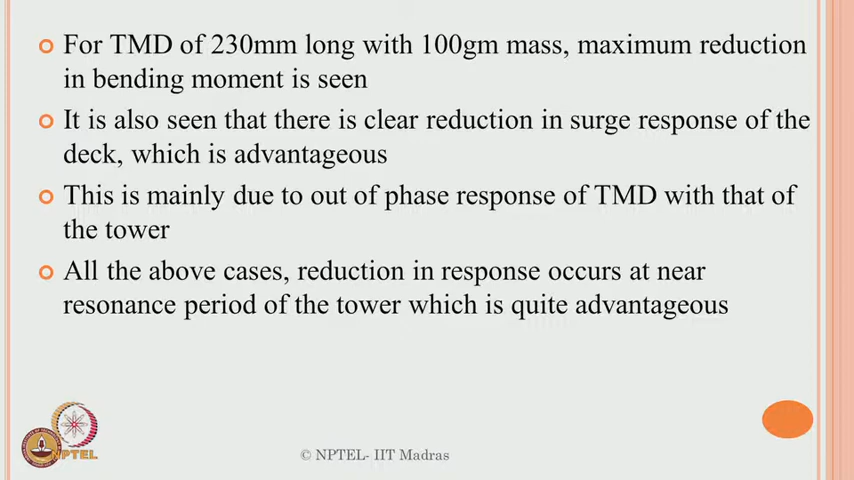 For TMD of 230mm long with 100gm mass, maximum reduction
in bending moment is seen
It is also seen that there is clear reduction in surge response of the
deck, which is advantageous
This is mainly due to out of phase response of TMD with that of
the tower
All the above cases, reduction in response occurs at near
resonance period of the tower which is quite advantageous
NPTEL
© NPTEL- IIT Madras